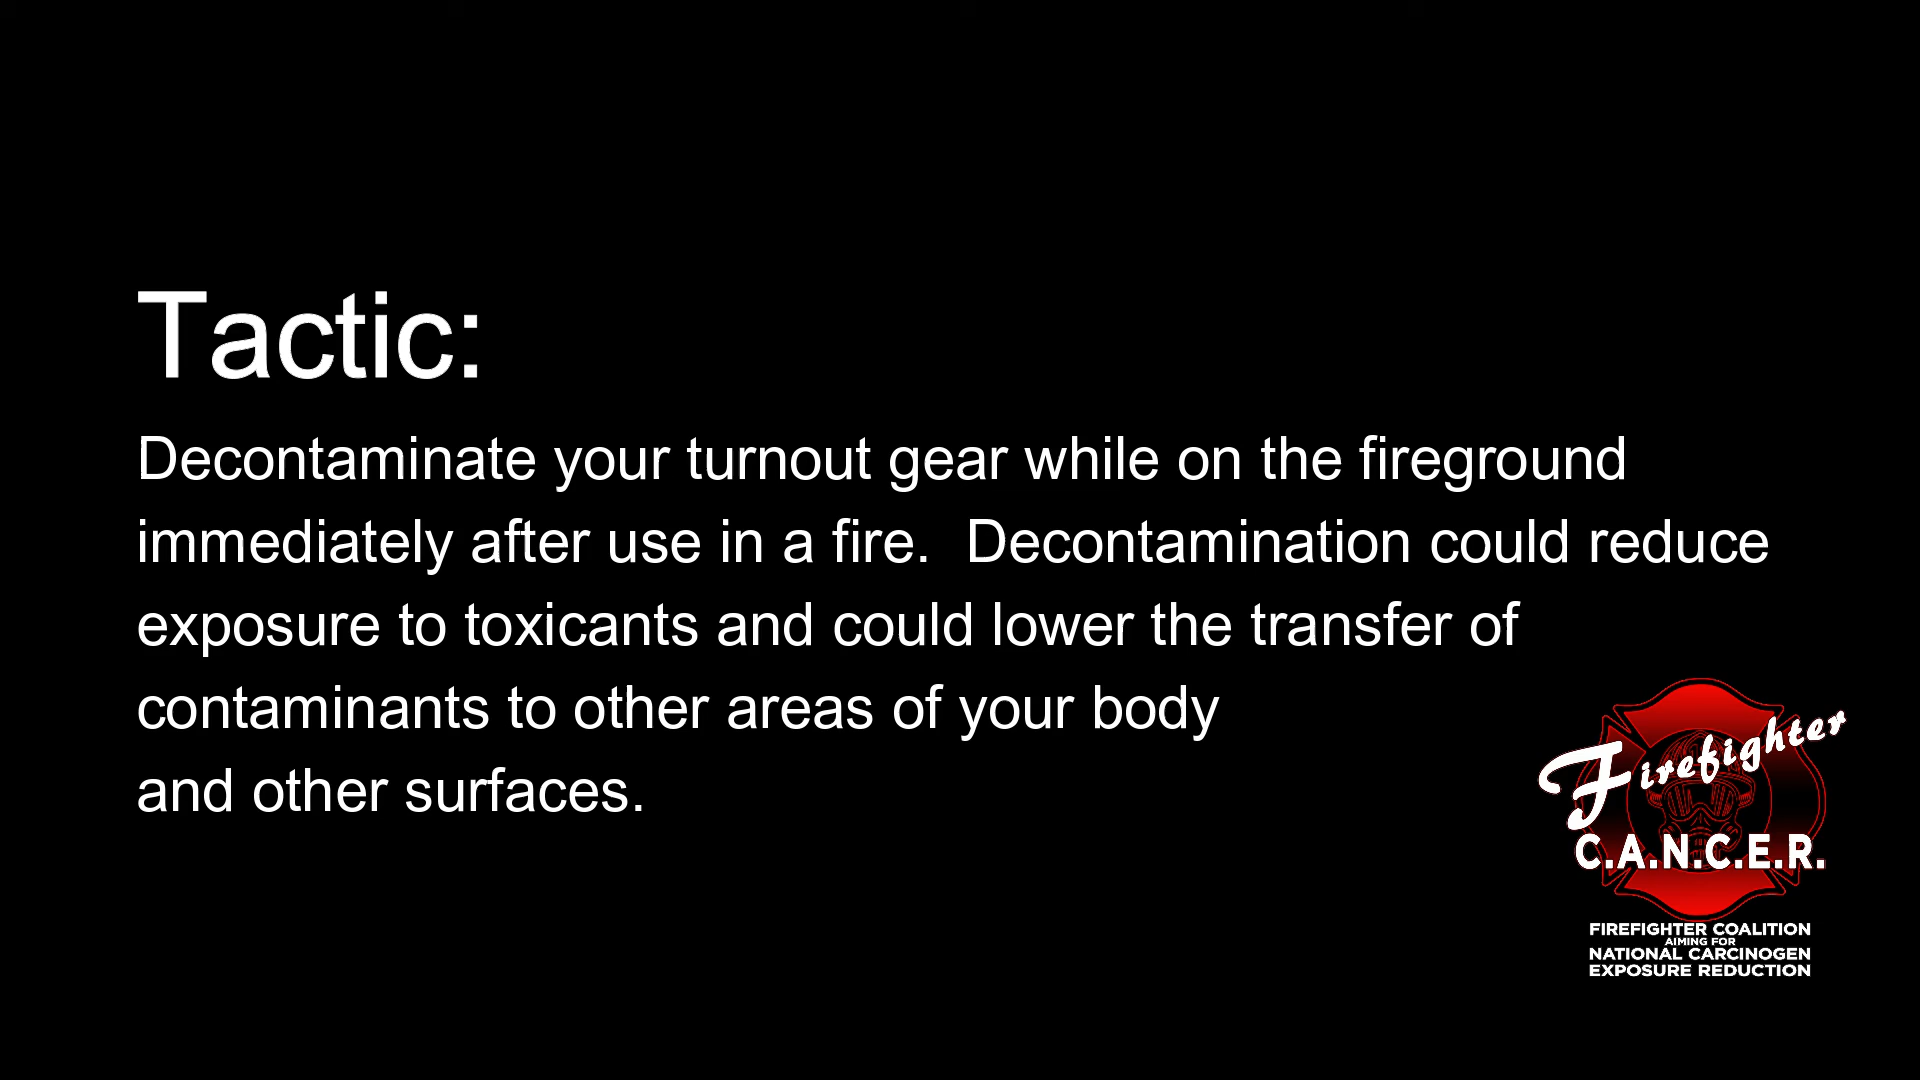 Tactic:
Decontaminate your turnout gear while on the fireground
immediately after use in a fire.  Decontamination could reduce
exposure to toxicants and could lower the transfer of
contaminants to other areas of your body
and other surfaces.
Firefighter
C.A.N.C.E.R.
FIREFIGHTER COALITION
AIMING FOR
NATIONAL CARCINOGEN
EXPOSURE REDUCTION